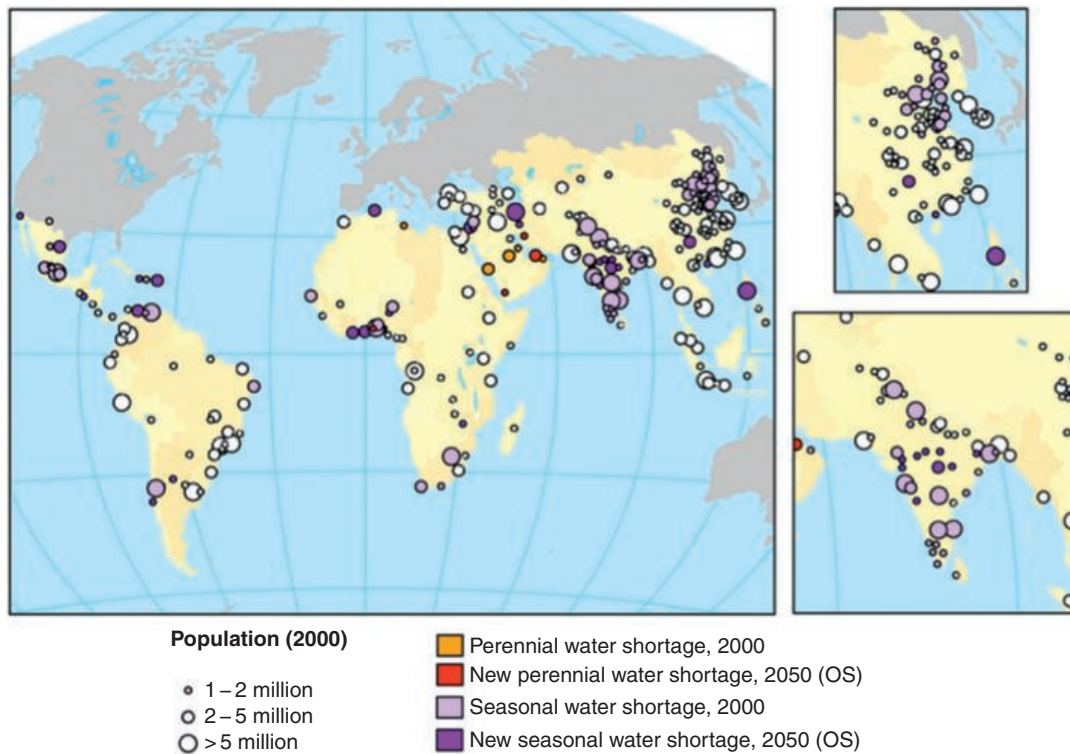 Population (2000)
1–2 million
2–5 million
>5 million
Perennial water shortage, 2000
New perennial water shortage, 2050 (OS)
Seasonal water shortage, 2000
New seasonal water shortage, 2050 (OS)